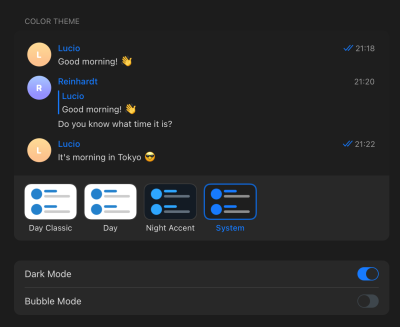 COLOR THEME
L
Lucio
21:18
Good morning! 👋
R
Reinhardt
21:20
Lucio
Good morning! 👋
Do you know what time it is?
L
Lucio
21:22
It's morning in Tokyo 😎
Day Classic Day Night Accent System
Dark Mode
Bubble Mode